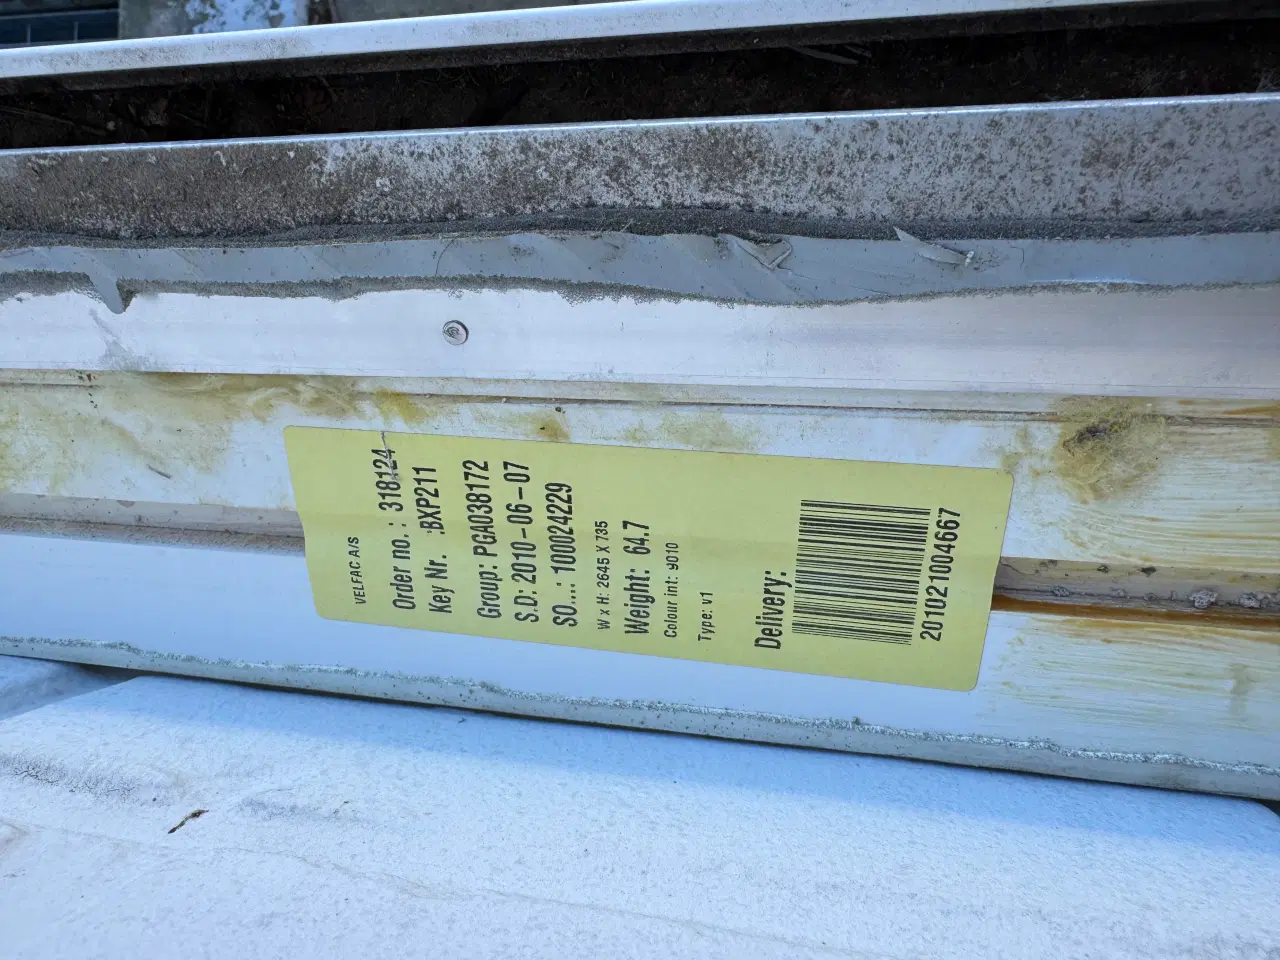 VELFAC A/S
Order no. : 318124
Key Nr. :BXP211
Group: PGA038172
S.D: 2010-06-07
SO....: 100024229
W x H: 2645 X 735
Weight: 64.7
Colour int: 9010
Type: v1
Delivery:
201021004667